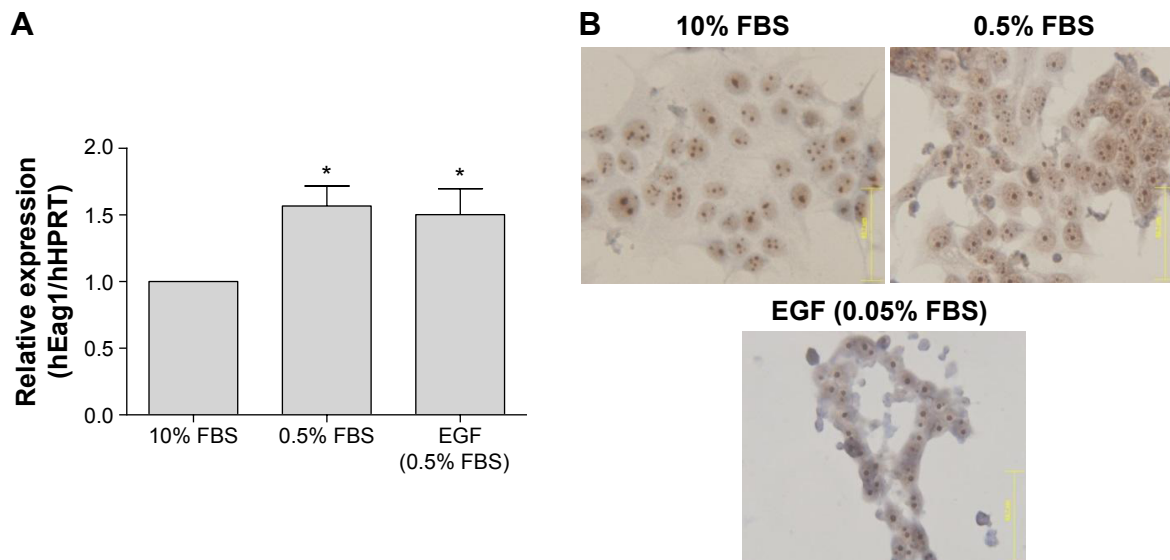 A
Relative expression
(hEag1/hHPRT)
2.0
1.5
1.0
0.5
0.0
*
*
10% FBS
0.5% FBS
EGF
(0.5% FBS)
B
10% FBS
0.5% FBS
EGF (0.05% FBS)